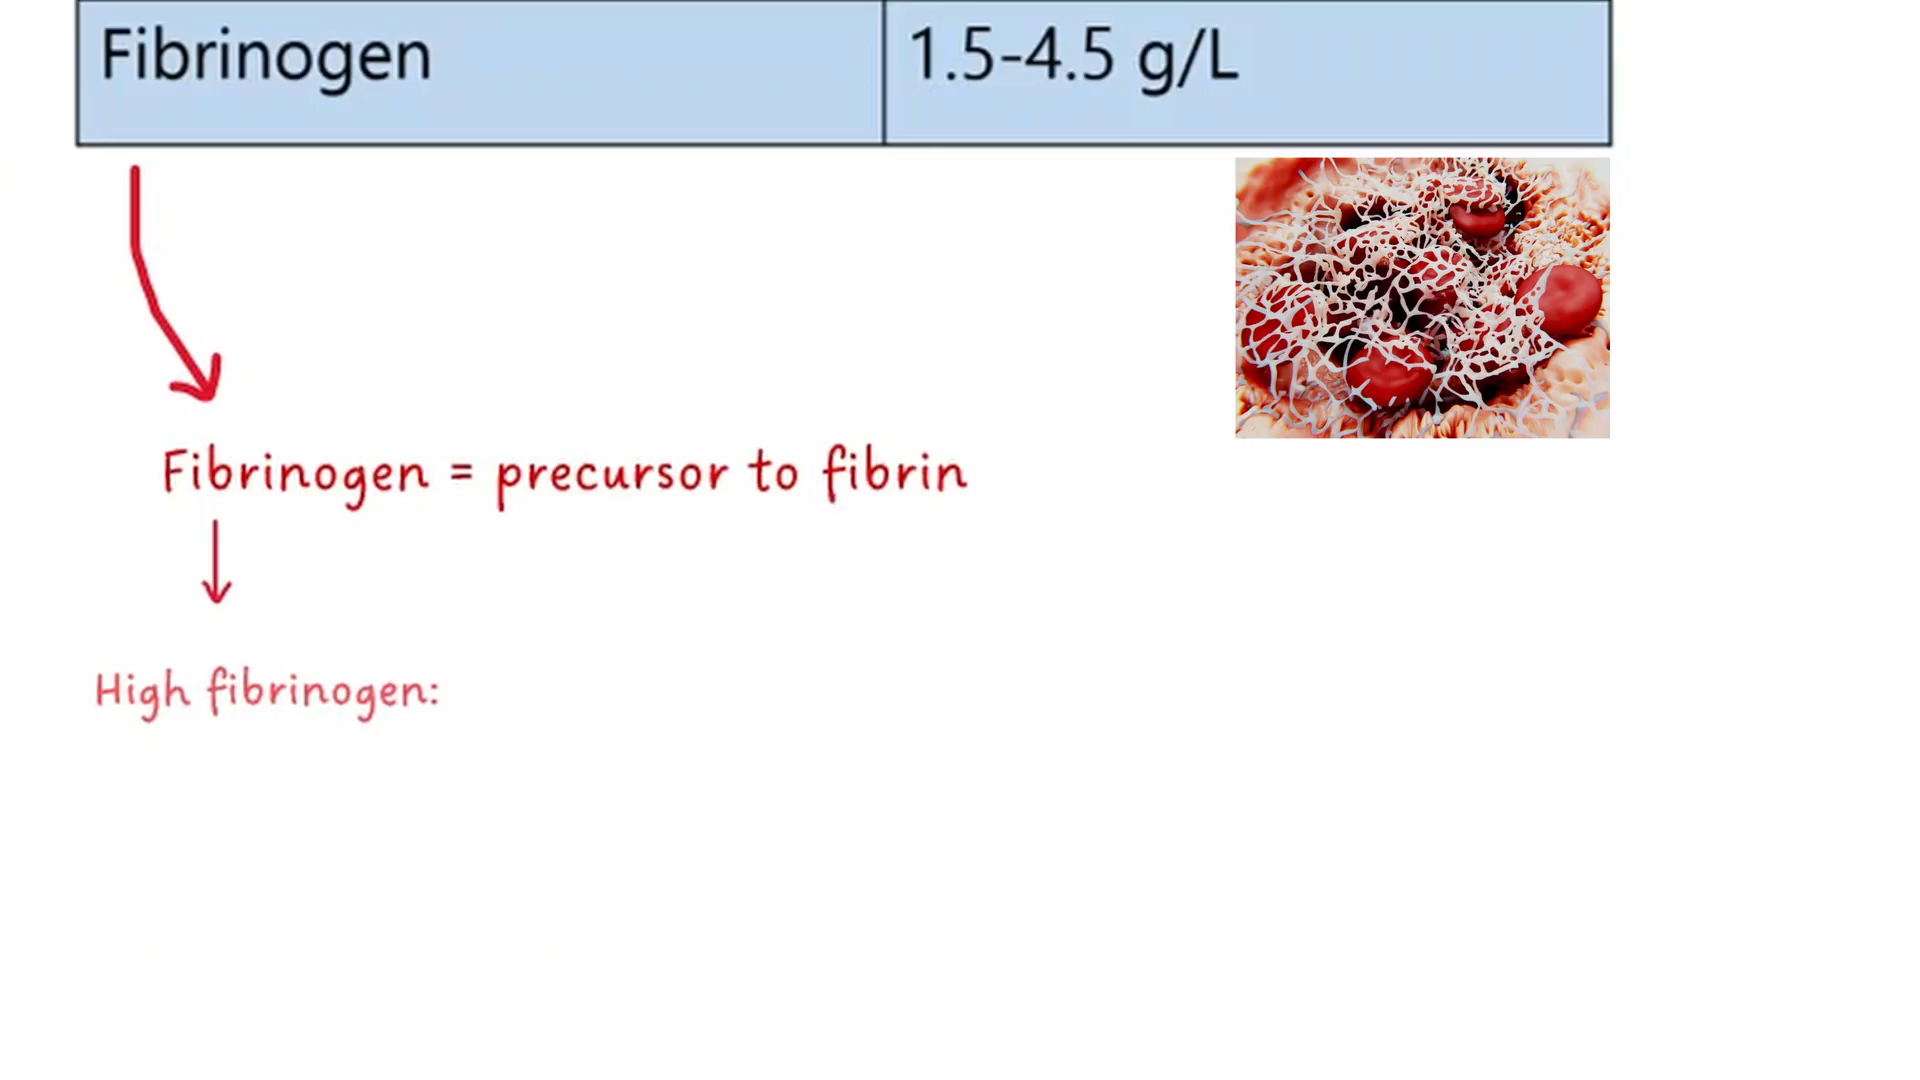 Fibrinogen 1.5-4.5 g/L
Fibrinogen = precursor to fibrin
High fibrinogen: